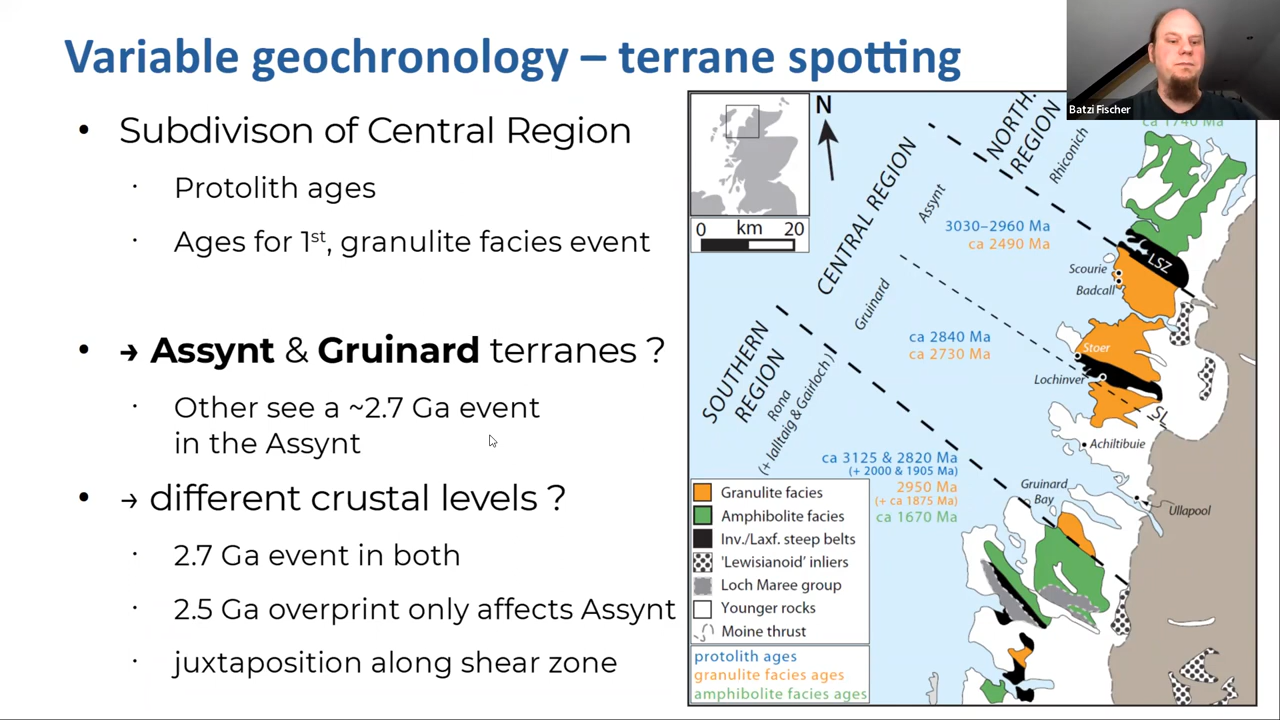 Variable geochronology – terrane spotting
• Subdivison of Central Region
· Protolith ages
· Ages for 1st, granulite facies event
• → Assynt & Gruinard terranes ?
· Other see a ~2.7 Ga event
in the Assynt
• → different crustal levels ?
· 2.7 Ga event in both
· 2.5 Ga overprint only affects Assynt
· juxtaposition along shear zone
Batzi Fischer
N
0 km 20
NORTH.
REGION
Rhiconich
ca 1740 Ma
CENTRAL REGION
Assynt
3030–2960 Ma
ca 2490 Ma
LSZ
Scourie
Badcall
Gruinard
ca 2840 Ma
ca 2730 Ma
Stoer
Lochinver
SL
Achiltibuie
SOUTHERN
REGION
Rona
(+ Ialltaig & Gairloch)
ca 3125 & 2820 Ma
(+ 2000 & 1905 Ma)
2950 Ma
(+ ca 1875 Ma)
ca 1670 Ma
Gruinard
Bay
Ullapool
Granulite facies
Amphibolite facies
Inv./Laxf. steep belts
'Lewisianoid' inliers
Loch Maree group
Younger rocks
Moine thrust
protolith ages
granulite facies ages
amphibolite facies ages